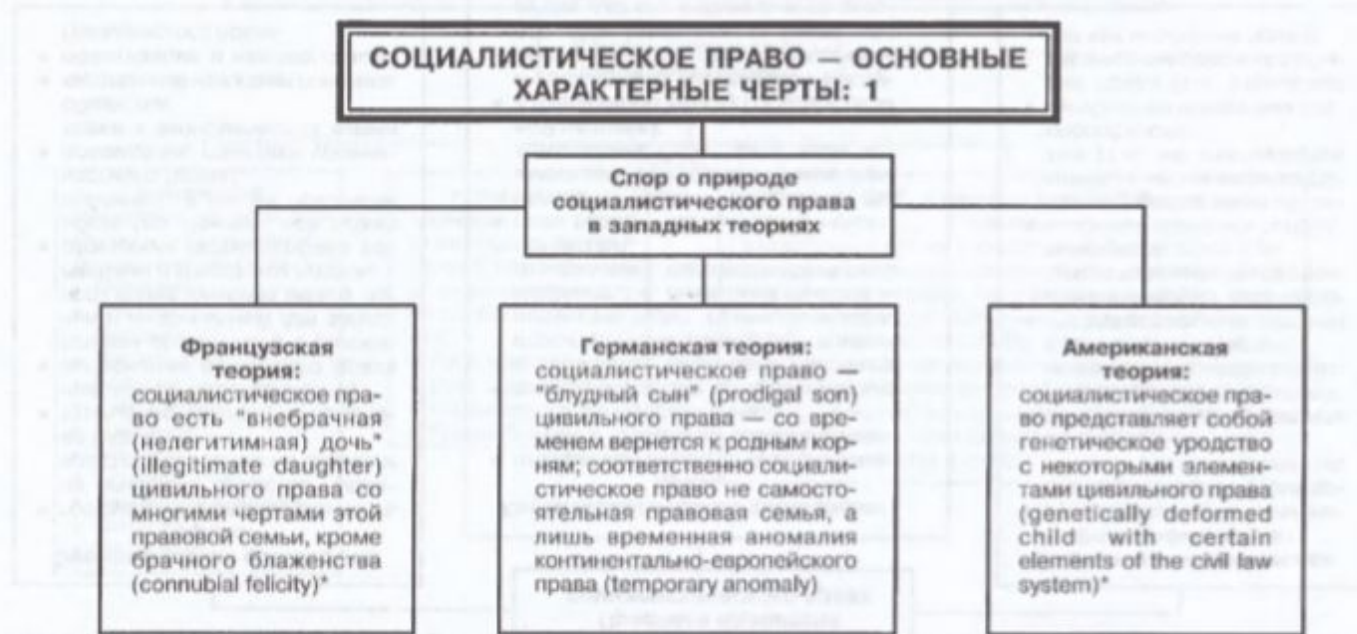 СОЦИАЛИСТИЧЕСКОЕ ПРАВО — ОСНОВНЫЕ
ХАРАКТЕРНЫЕ ЧЕРТЫ: 1
Спор о природе
социалистического права
в западных теориях
Французская
теория:
социалистическое пра-
во есть "внебрачная
(нелегитимная) дочь"
(illegitimate daughter)
цивильного права со
многими чертами этой
правовой семьи, кроме
брачного блаженства
(connubial felicity)*
Германская теория:
социалистическое право —
"блудный сын" (prodigal son)
цивильного права — со вре-
менем вернется к родным кор-
ням; соответственно социали-
стическое право не самосто-
ятельная правовая семья, а
лишь временная аномалия
континентально-европейского
права (temporary anomaly)
Американская
теория:
социалистическое пра-
во представляет собой
генетическое уродство
с некоторыми элемен-
тами цивильного права
(genetically deformed
child with certain
elements of the civil law
system)*